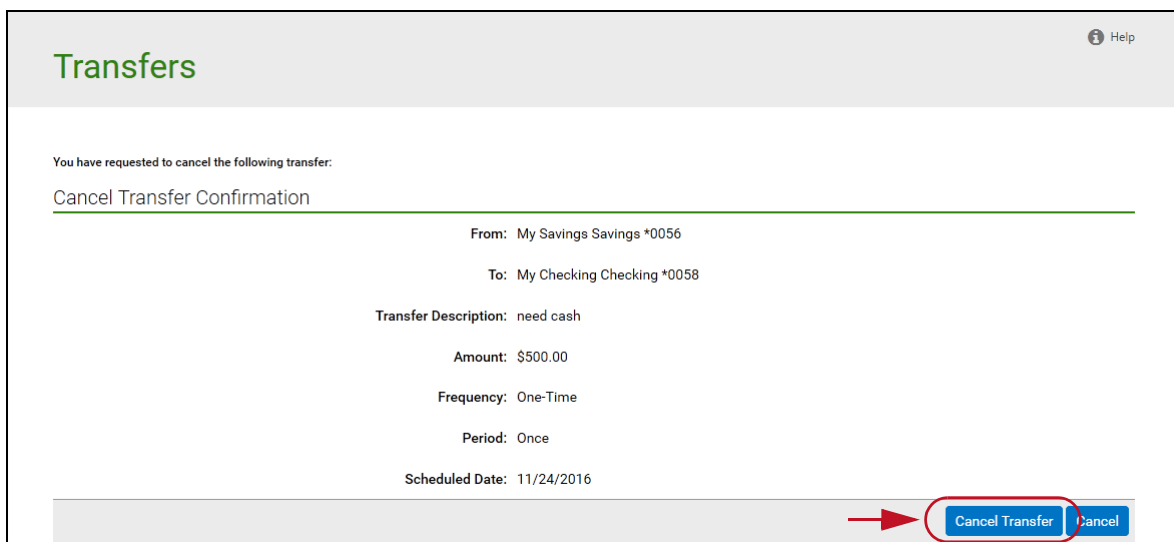 Help
Transfers
You have requested to cancel the following transfer:
Cancel Transfer Confirmation
From: My Savings Savings *0056
To: My Checking Checking *0058
Transfer Description: need cash
Amount: $500.00
Frequency: One-Time
Period: Once
Scheduled Date: 11/24/2016
Cancel Transfer Cancel